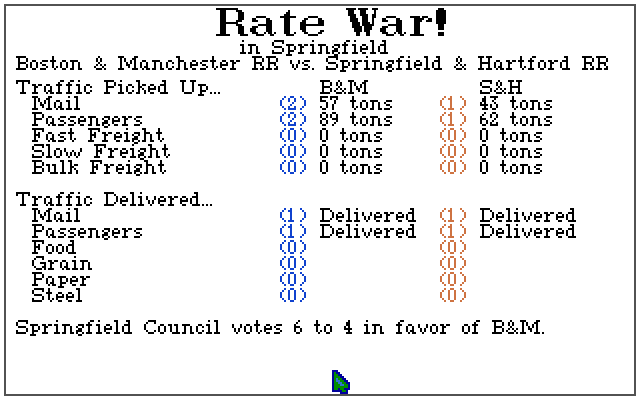 Rate War!
in Springfield
Boston & Manchester RR vs. Springfield & Hartford RR
Traffic Picked Up... B&M S&H
Mail (2) 57 tons (1) 43 tons
Passengers (2) 89 tons (1) 62 tons
Fast Freight (0) 0 tons (0) 0 tons
Slow Freight (0) 0 tons (0) 0 tons
Bulk Freight (0) 0 tons (0) 0 tons
Traffic Delivered...
Mail (1) Delivered (1) Delivered
Passengers (1) Delivered (1) Delivered
Food (0) (0)
Grain (0) (0)
Paper (0) (0)
Steel (0) (0)
Springfield Council votes 6 to 4 in favor of B&M.